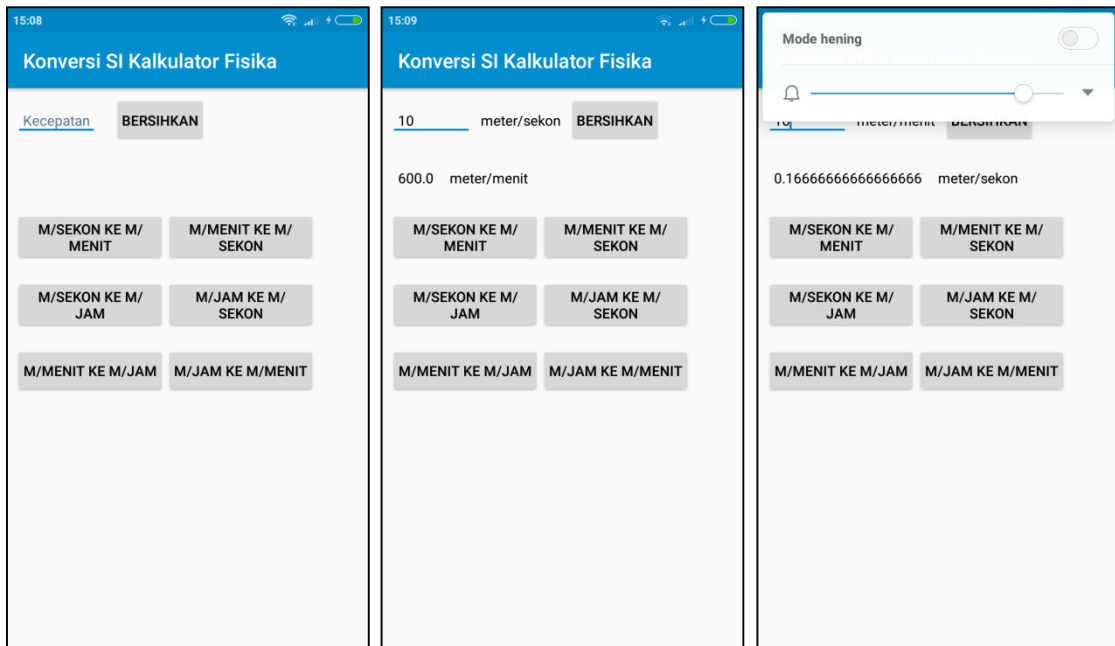 15:08
Konversi SI Kalkulator Fisika
Kecepatan BERSIHKAN
M/SEKON KE M/
MENIT
M/MENIT KE M/
SEKON
M/SEKON KE M/
JAM
M/JAM KE M/
SEKON
M/MENIT KE M/JAM
M/JAM KE M/MENIT
15:09
Konversi SI Kalkulator Fisika
10 meter/sekon BERSIHKAN
600.0 meter/menit
M/SEKON KE M/
MENIT
M/MENIT KE M/
SEKON
M/SEKON KE M/
JAM
M/JAM KE M/
SEKON
M/MENIT KE M/JAM
M/JAM KE M/MENIT
Mode hening
10 meter/menit BERSIHKAN
0.16666666666666666 meter/sekon
M/SEKON KE M/
MENIT
M/MENIT KE M/
SEKON
M/SEKON KE M/
JAM
M/JAM KE M/
SEKON
M/MENIT KE M/JAM
M/JAM KE M/MENIT